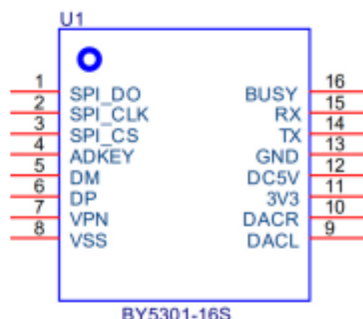 U1
1 SPI_DO BUSY 16
2 SPI_CLK RX 15
3 SPI_CS TX 14
4 ADKEY GND 13
5 DM DC5V 12
6 DP 3V3 11
7 VPN DACR 10
8 VSS DACL 9
BY5301-16S